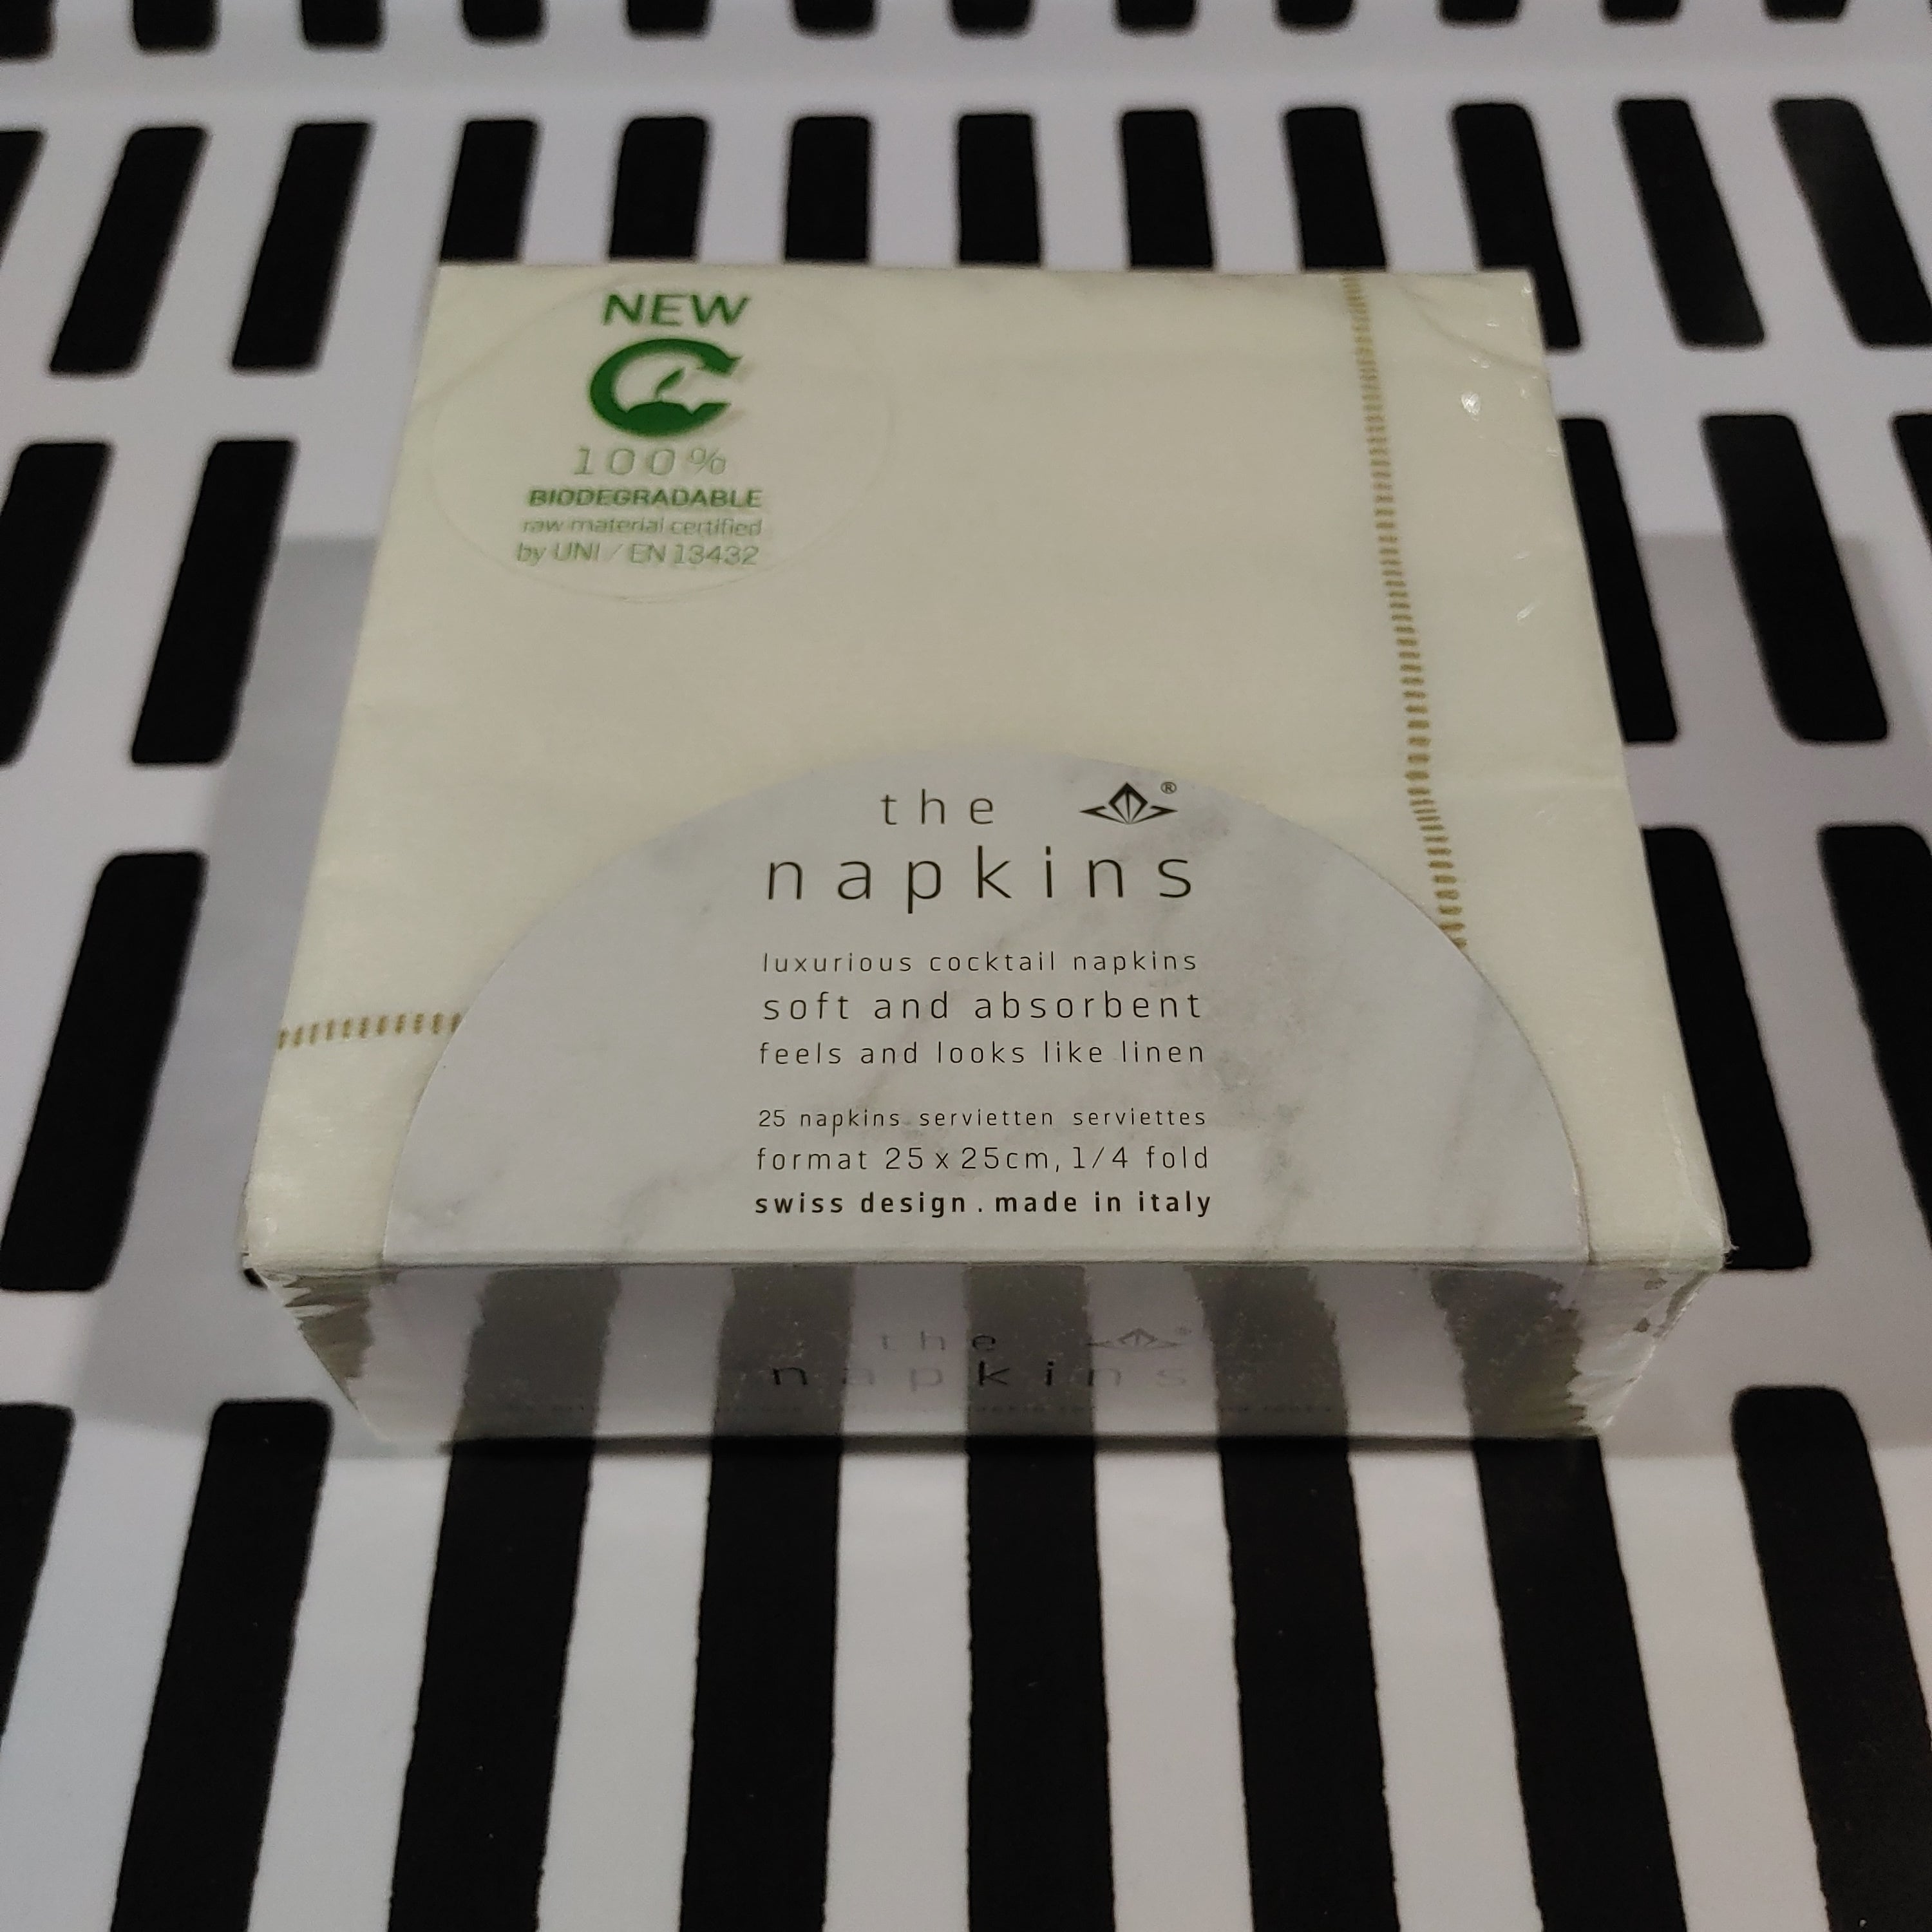 NEW
100%
BIODEGRADABLE
raw material certified
by UNI / EN 13432
the ®
napkins
luxurious cocktail napkins
soft and absorbent
feels and looks like linen
25 napkins servietten serviettes
format 25 x 25cm, 1/4 fold
swiss design . made in italy
the
napkins